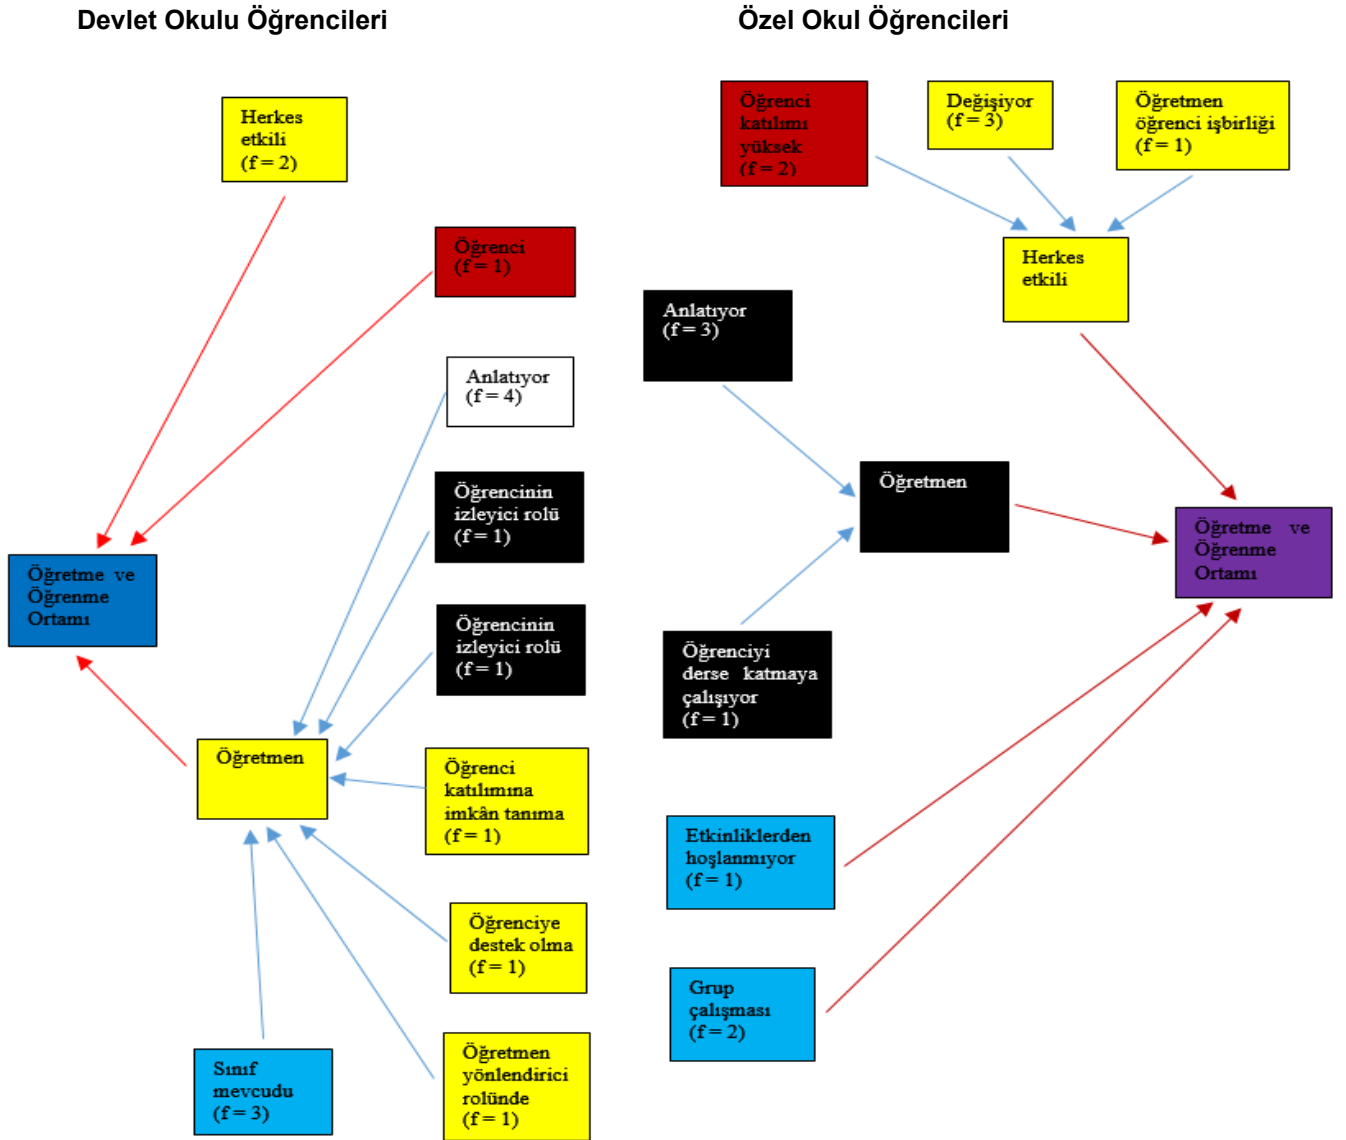 Devlet Okulu Öğrencileri
Herkes
etkili
(f = 2)
Öğrenci
(f = 1)
Anlatıyor
(f = 4)
Öğrencinin
izleyici rolü
(f = 1)
Öğretme ve
Öğrenme
Ortamı
Öğrencinin
izleyici rolü
(f = 1)
Öğretmen
Öğrenci
katılımına
imkân tanıma
(f = 1)
Öğrenciye
destek olma
(f = 1)
Sınıf
mevcudu
(f = 3)
Öğretmen
yönlendirici
rolünde
(f = 1)
Özel Okul Öğrencileri
Öğrenci
katılımı
yüksek
(f = 2)
Değişiyor
(f = 3)
Öğretmen
öğrenci işbirliği
(f = 1)
Herkes
etkili
Anlatıyor
(f = 3)
Öğretmen
Öğretme ve
Öğrenme
Ortamı
Öğrenciyi
derse katmaya
çalışıyor
(f = 1)
Etkinliklerden
hoşlanmıyor
(f = 1)
Grup
çalışması
(f = 2)